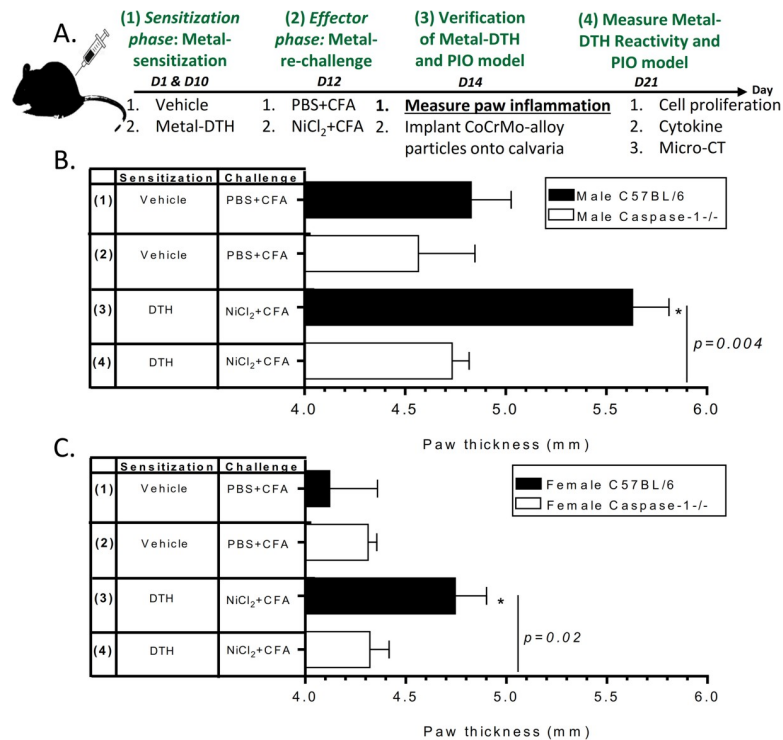 A.
(1) Sensitization phase: Metal-sensitization
(2) Effector phase: Metal-re-challenge
(3) Verification of Metal-DTH and PIO model
(4) Measure Metal-DTH Reactivity and PIO model
D1 & D10
D12
D14
D21
Day
1. Vehicle
2. Metal-DTH
1. PBS+CFA
2. NiCl2+CFA
1. Measure paw inflammation
2. Implant CoCrMo-alloy particles onto calvaria
1. Cell proliferation
2. Cytokine
3. Micro-CT
B.
Sensitization Challenge
(1) Vehicle PBS+CFA
(2) Vehicle PBS+CFA
(3) DTH NiCl2+CFA
(4) DTH NiCl2+CFA
Male C57BL/6
Male Caspase-1-/-
*
p=0.004
4.0 4.5 5.0 5.5 6.0
Paw thickness (mm)
C.
Sensitization Challenge
(1) Vehicle PBS+CFA
(2) Vehicle PBS+CFA
(3) DTH NiCl2+CFA
(4) DTH NiCl2+CFA
Female C57BL/6
Female Caspase-1-/-
*
p=0.02
4.0 4.5 5.0 5.5 6.0
Paw thickness (mm)